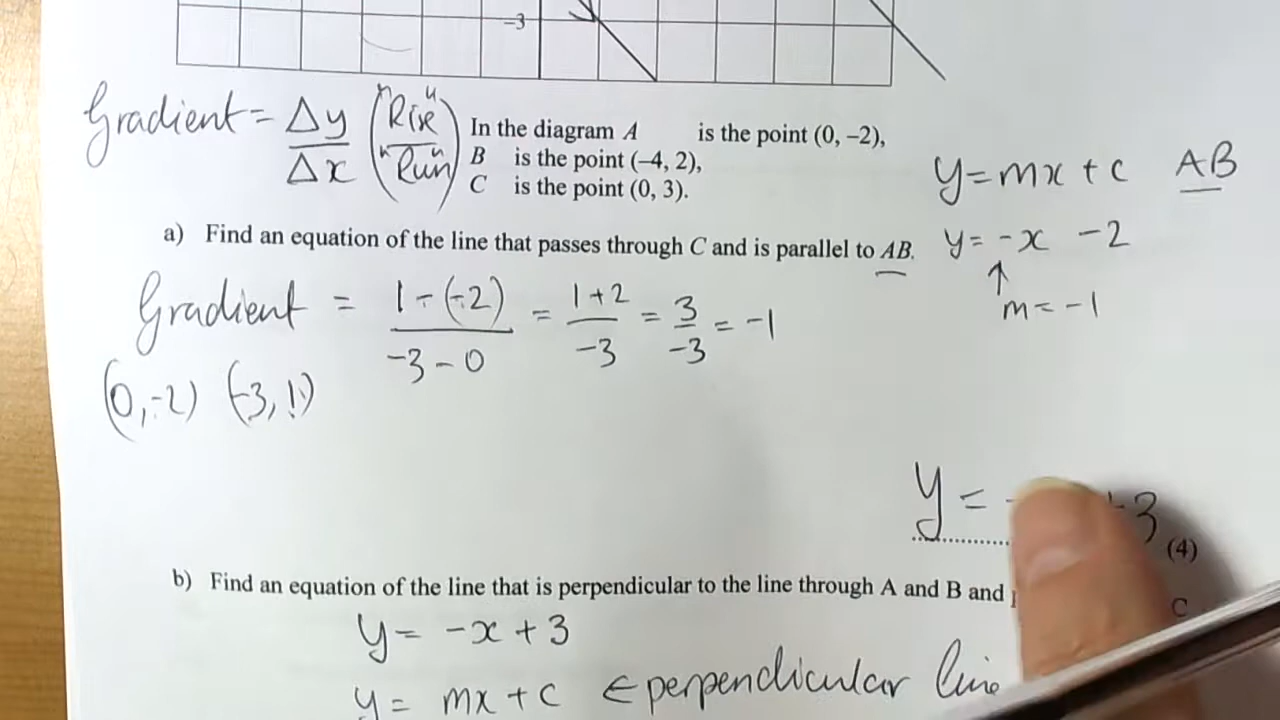 -3
Gradient = Δy/Δx ("Rise"/"Run")
In the diagram A is the point (0, –2),
B is the point (–4, 2),
C is the point (0, 3).
y = mx + c AB
y = -x - 2
↑
m = -1
a) Find an equation of the line that passes through C and is parallel to AB.
Gradient = 1 - (-2)/-3 - 0 = 1 + 2/-3 = 3/-3 = -1
(0, -2) (-3, 1)
y = +3
(4)
b) Find an equation of the line that is perpendicular to the line through A and B and
C
y = -x + 3
y = mx + c ← perpendicular line